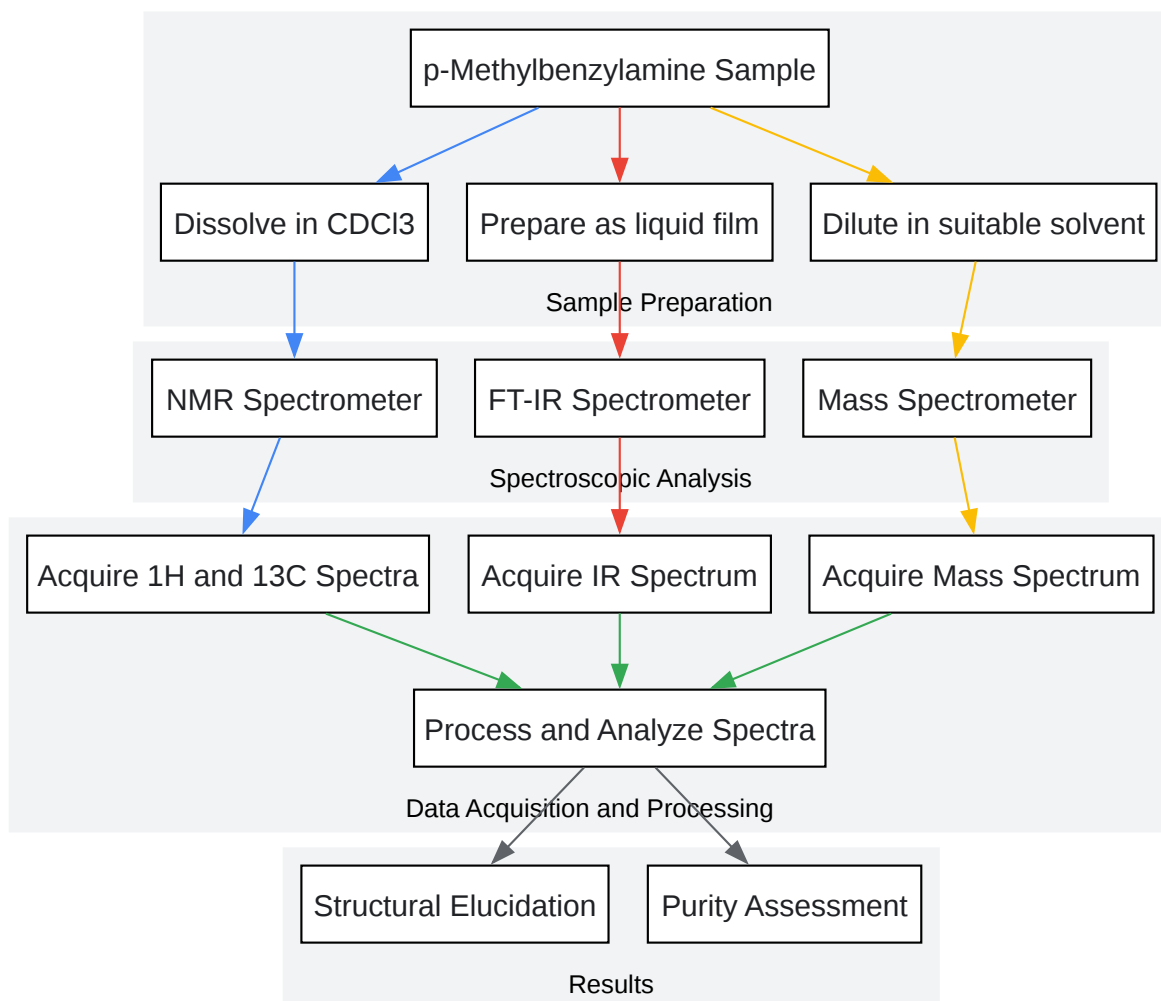 p-Methylbenzylamine Sample
Dissolve in CDCl3
Prepare as liquid film
Dilute in suitable solvent
Sample Preparation
NMR Spectrometer
FT-IR Spectrometer
Mass Spectrometer
Spectroscopic Analysis
Acquire 1H and 13C Spectra
Acquire IR Spectrum
Acquire Mass Spectrum
Process and Analyze Spectra
Data Acquisition and Processing
Structural Elucidation
Purity Assessment
Results